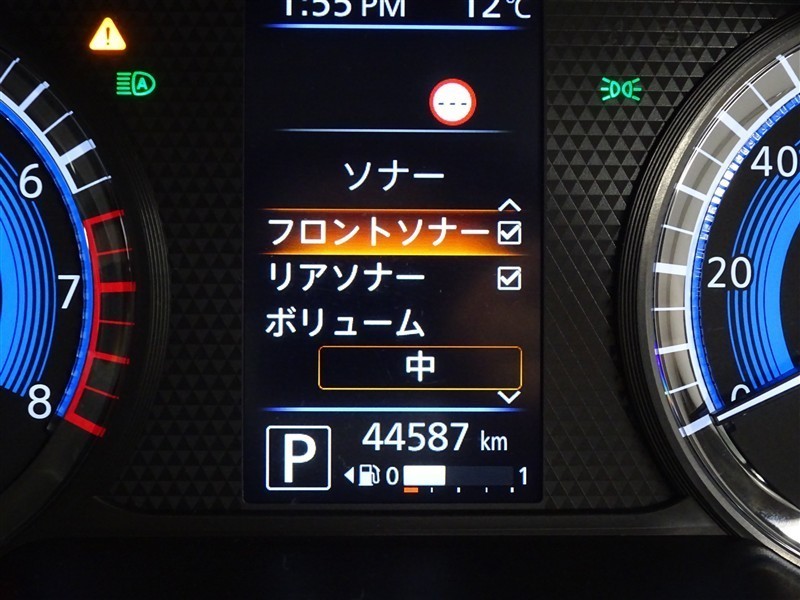 1:55 PM 12℃
A
---
ソナー
フロントソナー
リアソナー
ボリューム
中
P
44587 km
0 1
6
7
8
40
20
0